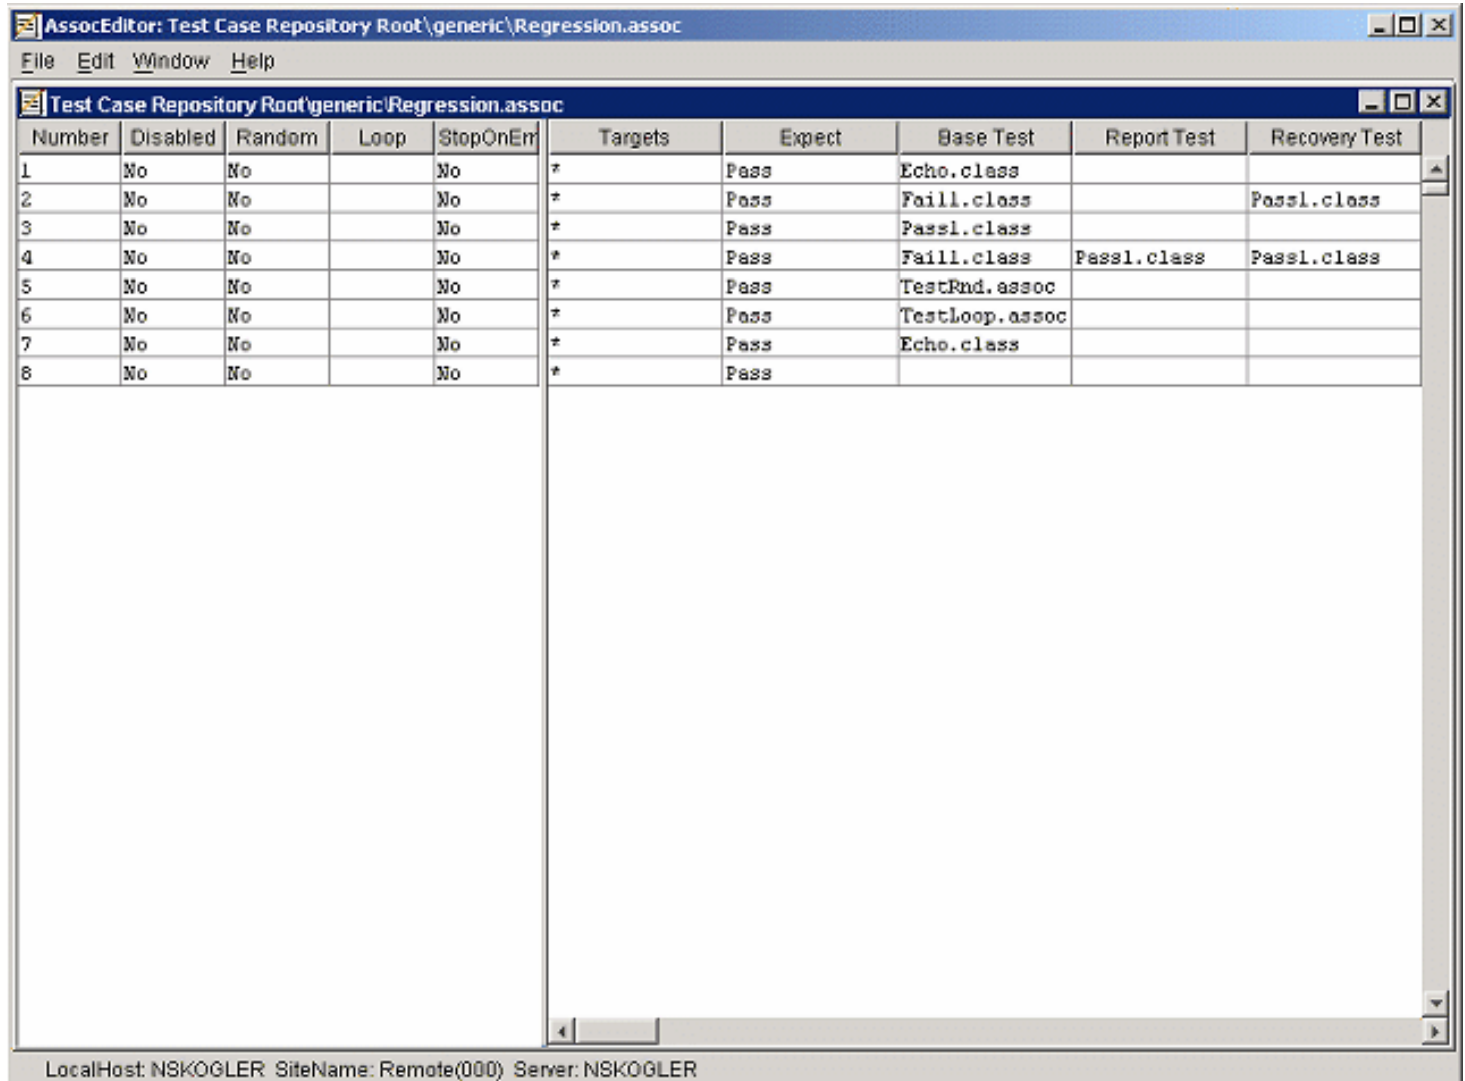 AssocEditor: Test Case Repository Root\generic\Regression.assoc
File Edit Window Help
Test Case Repository Root\generic\Regression.assoc
Number Disabled Random Loop StopOnErr Targets Expect Base Test Report Test Recovery Test
1 No No No * Pass Echo.class
2 No No No * Pass Fail1.class Pass1.class
3 No No No * Pass Pass1.class
4 No No No * Pass Fail1.class Pass1.class Pass1.class
5 No No No * Pass TestRnd.assoc
6 No No No * Pass TestLoop.assoc
7 No No No * Pass Echo.class
8 No No No * Pass
LocalHost: NSKOGLER SiteName: Remote(000) Server: NSKOGLER